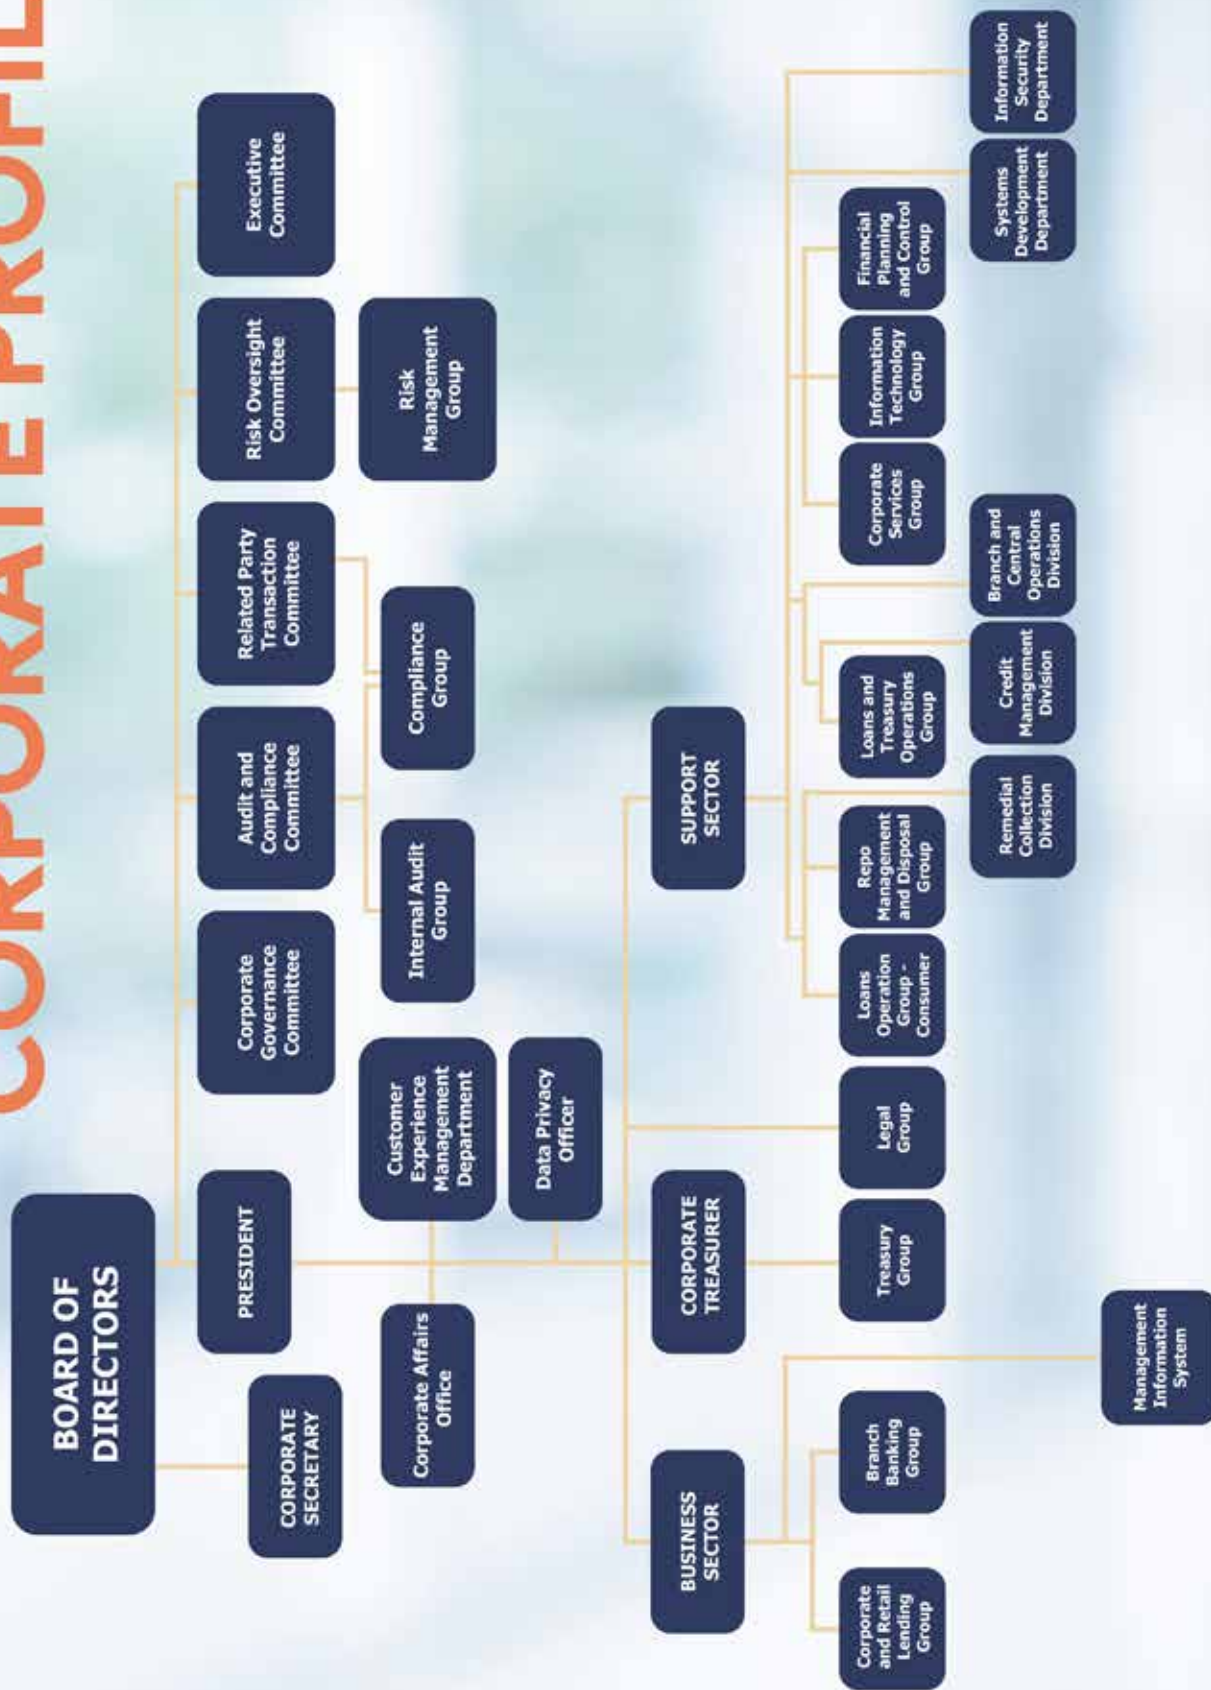 CORPORATE PROFIL
BOARD OF
DIRECTORS
CORPORATE
SECRETARY
PRESIDENT
Corporate
Governance
Committee
Audit and
Compliance
Committee
Related Party
Transaction
Committee
Risk Oversight
Committee
Executive
Committee
Corporate Affairs
Office
Customer
Experience
Management
Department
Internal Audit
Group
Compliance
Group
Risk
Management
Group
Data Privacy
Officer
BUSINESS
SECTOR
CORPORATE
TREASURER
SUPPORT
SECTOR
Corporate
and Retail
Lending
Group
Branch
Banking
Group
Treasury
Group
Legal
Group
Loans
Operation
Group -
Consumer
Repo
Management
and Disposal
Group
Loans and
Treasury
Operations
Group
Corporate
Services
Group
Information
Technology
Group
Financial
Planning
and Control
Group
Remedial
Collection
Division
Credit
Management
Division
Branch and
Central
Operations
Division
Systems
Development
Department
Information
Security
Department
Management
Information
System